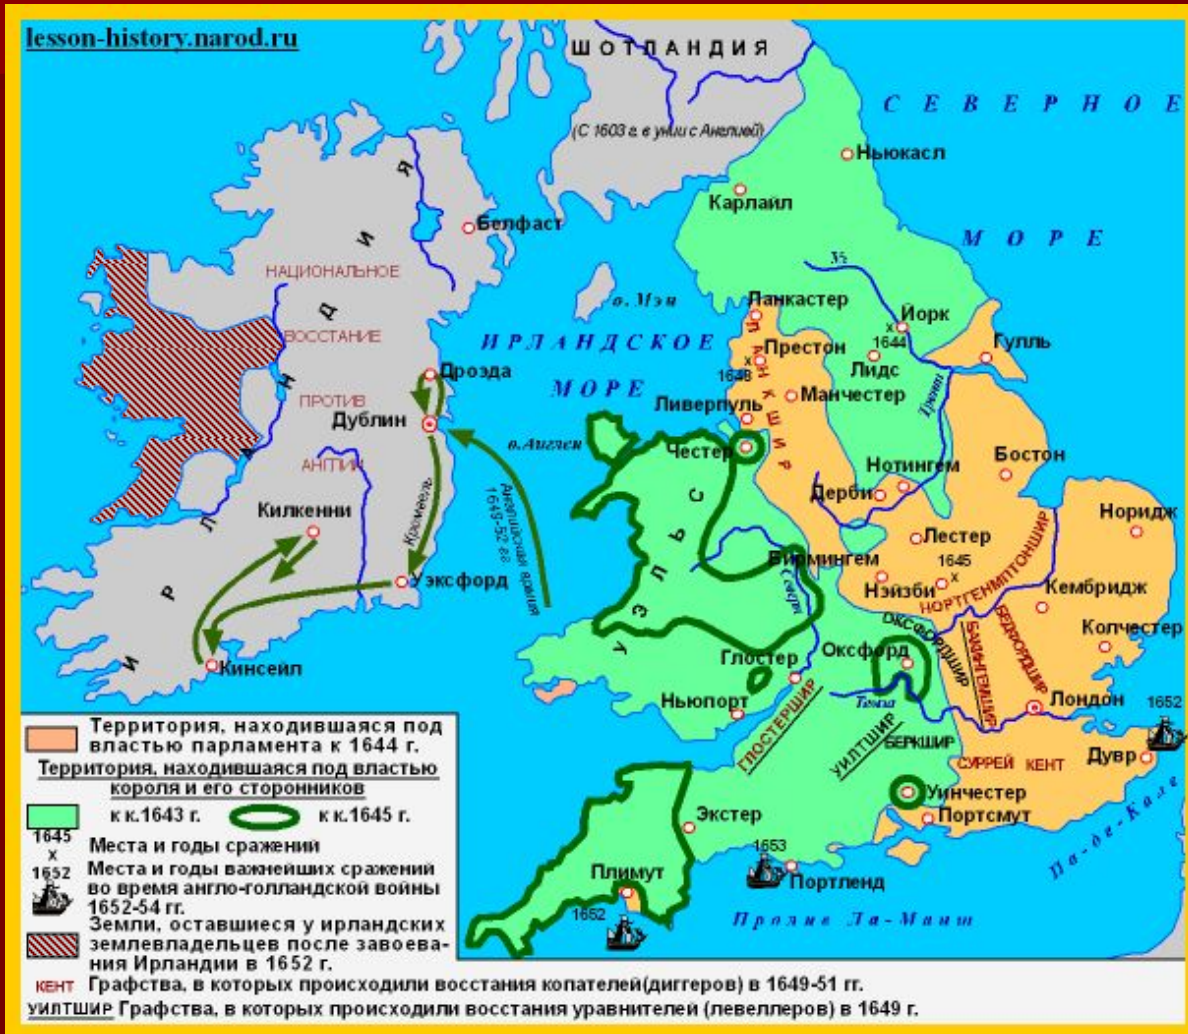 lesson-history.narod.ru
ШОТЛАНДИЯ
(С 1603 г. в унии с Англией)
СЕВЕРНОЕ
МОРЕ
Ньюкасл
Карлайл
Белфаст
ИРЛАНДИЯ
НАЦИОНАЛЬНОЕ
ВОССТАНИЕ
ПРОТИВ
АНГЛИИ
о. Мэн
ИРЛАНДСКОЕ
МОРЕ
Ланкастер
Йорк
х
1644
Гулль
Престон
х
1648
Лидс
Трент
Манчестер
ЛАНКШИР
Ливерпуль
Дрозда
Дублин
о.Англси
Честер
Нотингем
Бостон
Дерби
Килкенни
Кромвель
Английская армия
1649-52 гг.
УЭЛЬС
Лестер
Норидж
Бирмингем
1645
х
Нэйзби
НОРТГЕМПТОНШИР
Северн
Уэксфорд
Кембридж
Колчестер
ОКСФОРДШИР
БАКИНГЕМШИР
БЕДФОРДШИР
Кинсейл
Глостер
Оксфорд
Ньюпорт
Темза
Лондон
1652
ГЛОСТЕРШИР
УИЛТШИР
БЕРКШИР
СУРРЕЙ
КЕНТ
Дувр
Уинчестер
Портсмут
Па-де-Кале
Экстер
1653
Портленд
Плимут
1652
Пролив Ла-Манш
Территория, находившаяся под
властью парламента к 1644 г.
Территория, находившаяся под властью
короля и его сторонников
к к.1643 г.
к к.1645 г.
1645
х
Места и годы сражений
1652
Места и годы важнейших сражений
во время англо-голландской войны
1652-54 гг.
Земли, оставшиеся у ирландских
землевладельцев после завоева-
ния Ирландии в 1652 г.
КЕНТ Графства, в которых происходили восстания копателей(диггеров) в 1649-51 гг.
УИЛТШИР Графства, в которых происходили восстания уравнителей (левеллеров) в 1649 г.